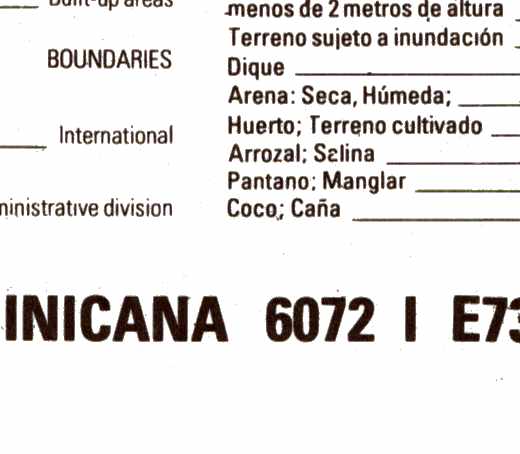 Built-up areas
BOUNDARIES
International
ministrative division
menos de 2 metros de altura
Terreno sujeto a inundación
Dique
Arena: Seca, Húmeda;
Huerto; Terreno cultivado
Arrozal; Salina
Pantano; Manglar
Coco; Caña
INICANA 6072 I E73